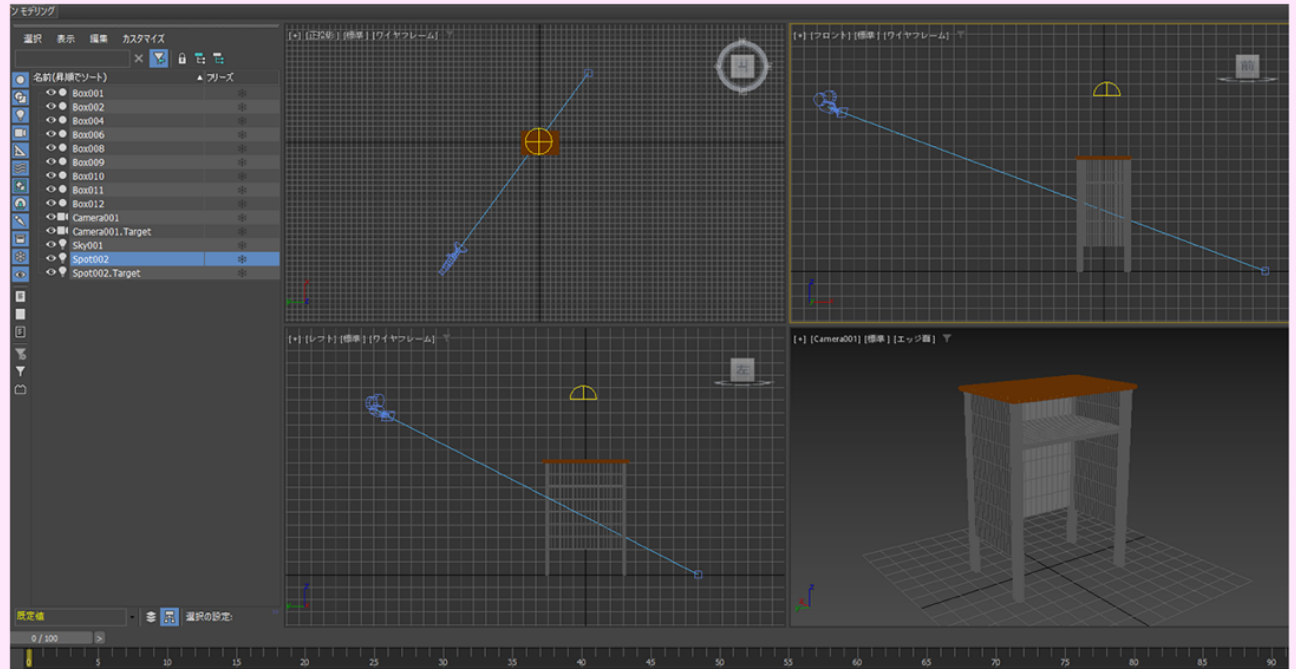 ン モデリング
選択 表示 編集 カスタマイズ
名前(昇順でソート) ▲ フリーズ
Box001
Box002
Box004
Box006
Box008
Box009
Box010
Box011
Box012
Camera001
Camera001.Target
Sky001
Spot002
Spot002.Target
既定値 選択の設定:
0 / 100 >
[+] [正投影] [標準] [ワイヤフレーム]
上
[+] [フロント] [標準] [ワイヤフレーム]
前
[+] [レフト] [標準] [ワイヤフレーム]
左
[+] [Camera001] [標準] [エッジ面]
0 5 10 15 20 25 30 35 40 45 50 55 60 65 70 75 80 85 90